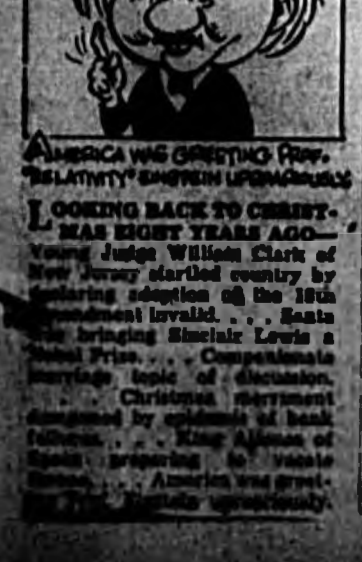 AMERICA WAS GREETING PROF.
"RELATIVITY" EINSTEIN UPROARIOUSLY.
LOOKING BACK TO CHRIST-
MAS EIGHT YEARS AGO—
Young Judge William Clark of
New Jersey startled country by
declaring adoption of the 18th
Amendment invalid. . . . Santa
bringing Sinclair Lewis a
Nobel Prize. . . . Companionate
marriage topic of discussion.
. . . Christmas merriment
dampened by epidemic of bank
failures. . . . King Alfonso of
Spain preparing to vacate
throne. . . . America was greet-
ing Prof. Einstein uproariously.